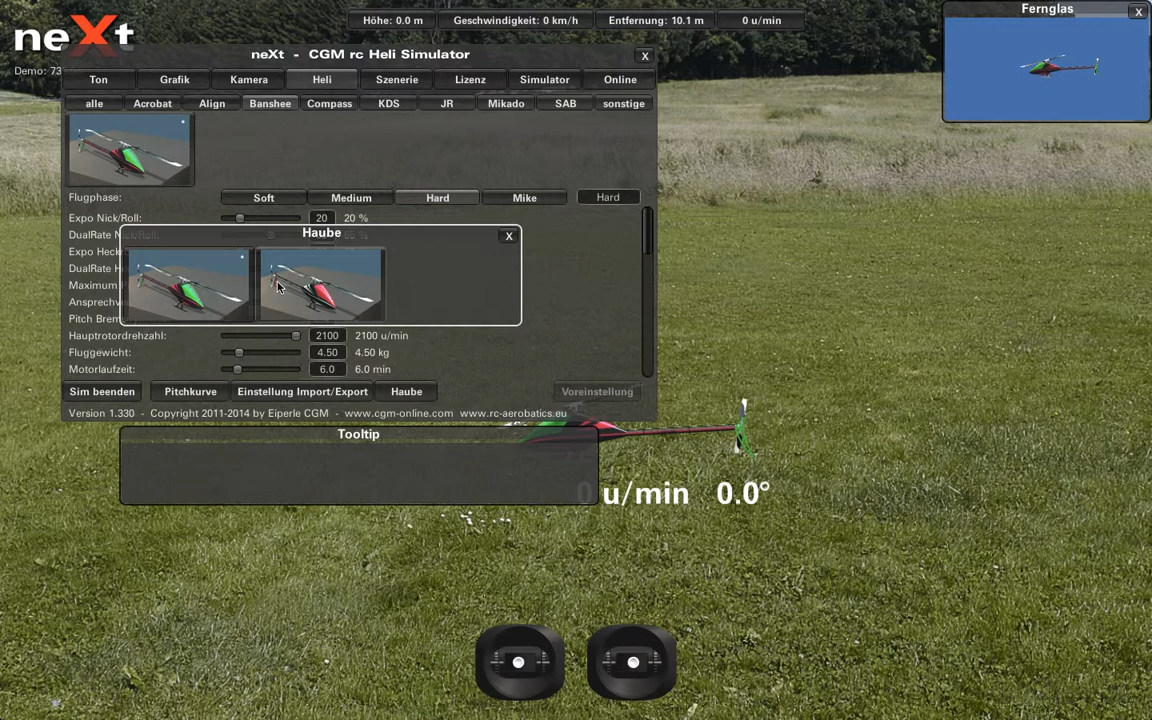 Höhe: 0.0 m Geschwindigkeit: 0 km/h Entfernung: 10.1 m 0 u/min
Fernglas X
neXt
Demo: 73
neXt - CGM rc Heli Simulator X
Ton Grafik Kamera Heli Szenerie Lizenz Simulator Online
alle Acrobat Align Banshee Compass KDS JR Mikado SAB sonstige
Flugphase: Soft Medium Hard Mike Hard
Expo Nick/Roll: 20 20 %
DualRate Nick/Roll:
Haube X
Expo Heck
DualRate H
Maximum
Ansprechv
Pitch Brem
Hauptrotordrehzahl: 2100 2100 u/min
Fluggewicht: 4.50 4.50 kg
Motorlaufzeit: 6.0 6.0 min
Sim beenden Pitchkurve Einstellung Import/Export Haube Voreinstellung
Version 1.330 - Copyright 2011-2014 by Eiperle CGM - www.cgm-online.com www.rc-aerobatics.eu
Tooltip
0 u/min 0.0°